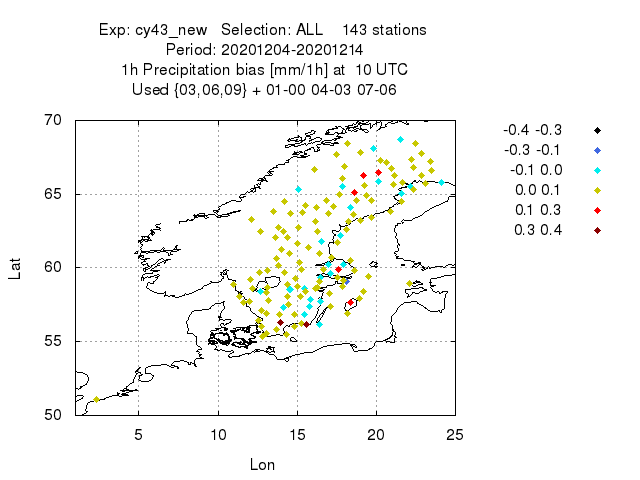 Exp: cy43_new Selection: ALL 143 stations
Period: 20201204-20201214
1h Precipitation bias [mm/1h] at 10 UTC
Used {03,06,09} + 01-00 04-03 07-06
70
65
60
55
50
Lat
5 10 15 20 25
Lon
-0.4 -0.3
-0.3 -0.1
-0.1 0.0
0.0 0.1
0.1 0.3
0.3 0.4